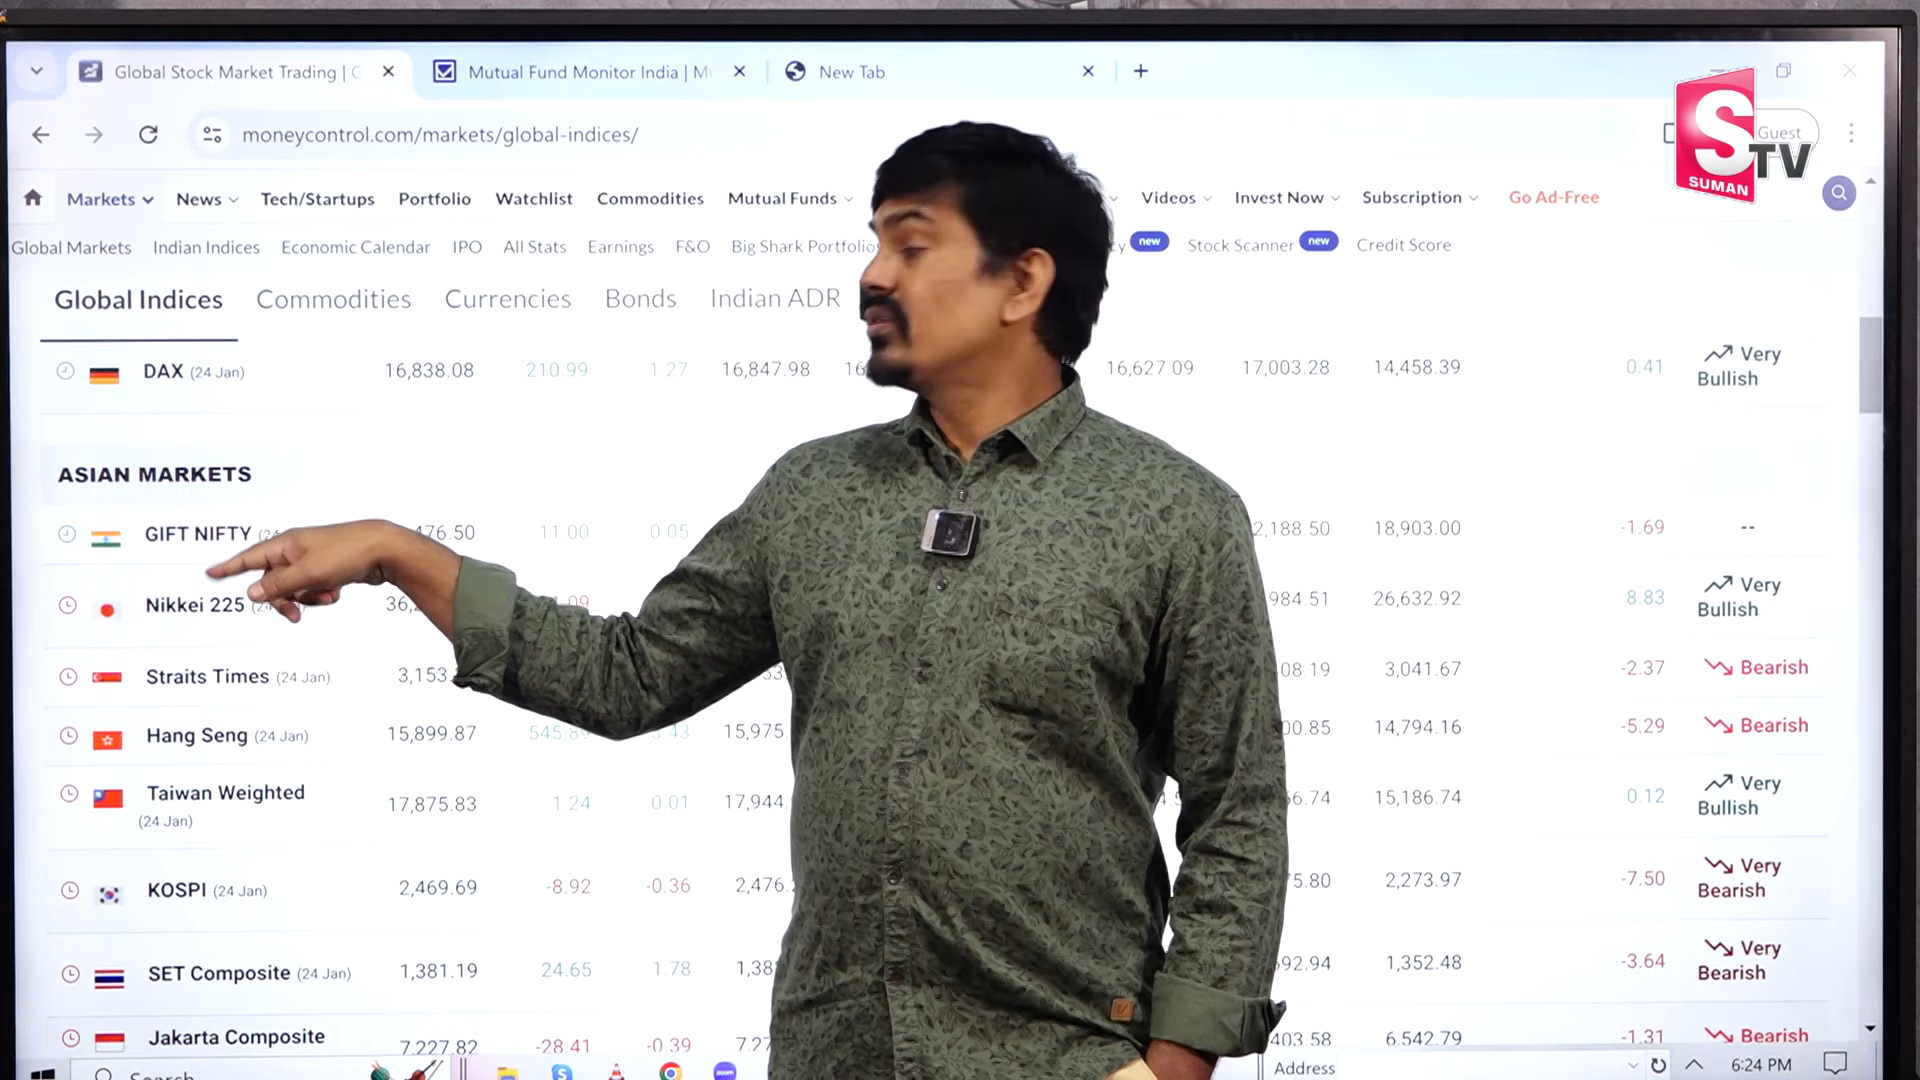 Global Stock Market Trading | G
Mutual Fund Monitor India | M
New Tab
moneycontrol.com/markets/global-indices/
Guest
S TV
SUMAN
Markets News Tech/Startups Portfolio Watchlist Commodities Mutual Funds Videos Invest Now Subscription Go Ad-Free
Global Markets Indian Indices Economic Calendar IPO All Stats Earnings F&O Big Shark Portfolios new Stock Scanner new Credit Score
Global Indices Commodities Currencies Bonds Indian ADR
DAX (24 Jan) 16,838.08 210.99 1.27 16,847.98 16,627.09 17,003.28 14,458.39 0.41 Very
Bullish
ASIAN MARKETS
GIFT NIFTY 11.00 0.05 18,903.00 -1.69 --
Nikkei 225 26,632.92 8.83 Very
Bullish
Straits Times (24 Jan) 3,041.67 -2.37 Bearish
Hang Seng (24 Jan) 15,899.87 14,794.16 -5.29 Bearish
Taiwan Weighted
(24 Jan) 17,875.83 1.24 0.01 15,186.74 0.12 Very
Bullish
KOSPI (24 Jan) 2,469.69 -8.92 -0.36 2,273.97 -7.50 Very
Bearish
SET Composite (24 Jan) 1,381.19 24.65 1.78 1,352.48 -3.64 Very
Bearish
Jakarta Composite 7,227.82 -28.41 -0.39 6,542.79 -1.31 Bearish
Search
zoom
Address
6:24 PM